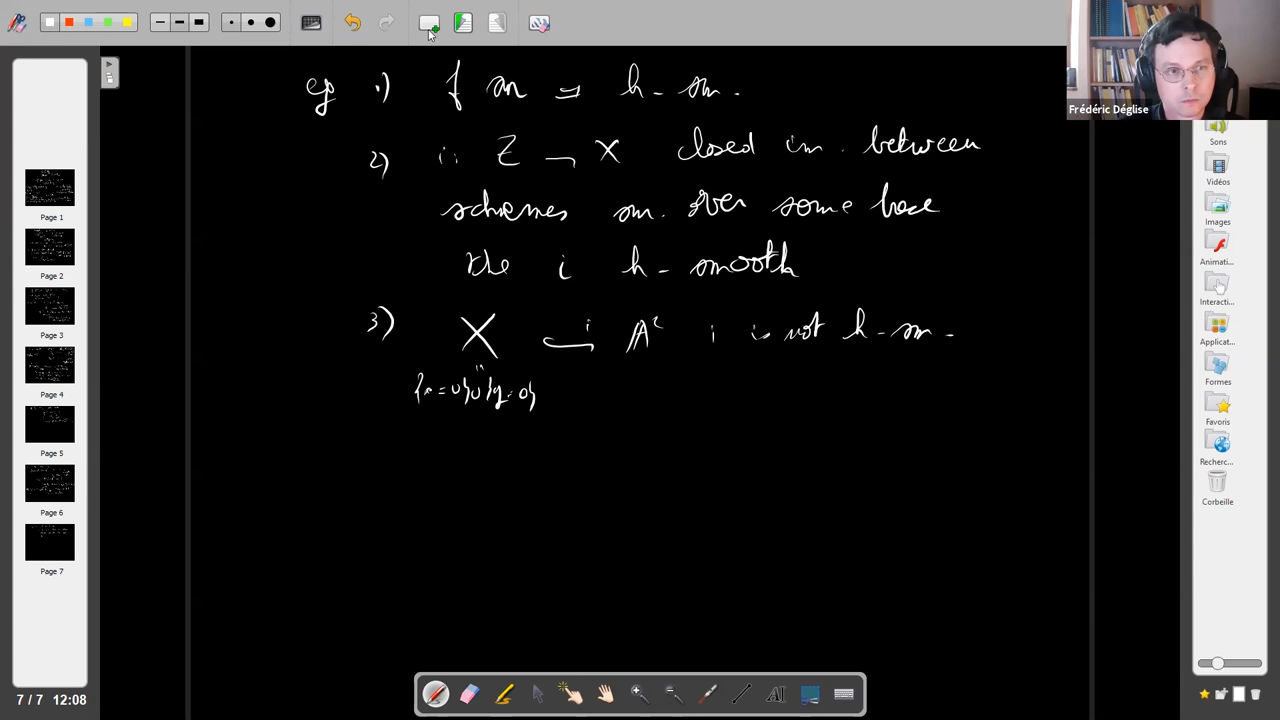 Frédéric Déglise
eg 1) f sm ⇒ h-sm.
2) i: Z → X closed im. between
schemes sm. over some base
the i h-smooth
3) X ↪ A² i is not h-sm.
i
"
{x=0}∪{y=0}
Page 1
Page 2
Page 3
Page 4
Page 5
Page 6
Page 7
Sons
Vidéos
Images
Animati...
Interacti...
Applicat...
Formes
Favoris
Recherc...
Corbeille
7 / 7 12:08